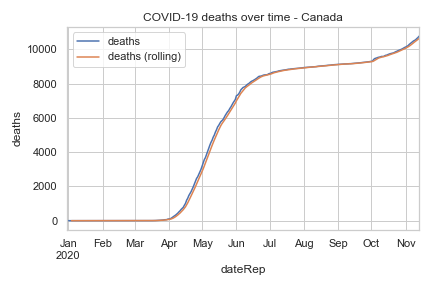 COVID-19 deaths over time - Canada
deaths
deaths (rolling)
deaths
10000
8000
6000
4000
2000
0
Jan Feb Mar Apr May Jun Jul Aug Sep Oct Nov
2020
dateRep